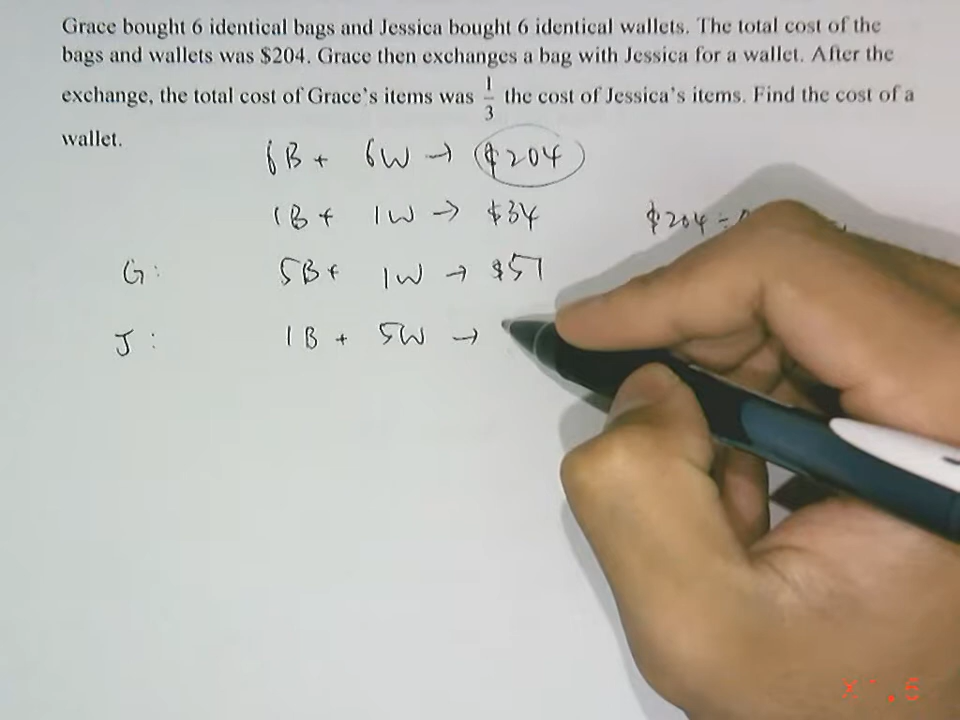 Grace bought 6 identical bags and Jessica bought 6 identical wallets. The total cost of the
bags and wallets was $204. Grace then exchanges a bag with Jessica for a wallet. After the
exchange, the total cost of Grace's items was 1/3 the cost of Jessica's items. Find the cost of a
wallet.
6B + 6W → $204
1B + 1W → $34 $204 ÷
G: 5B + 1W → $51
J: 1B + 5W →